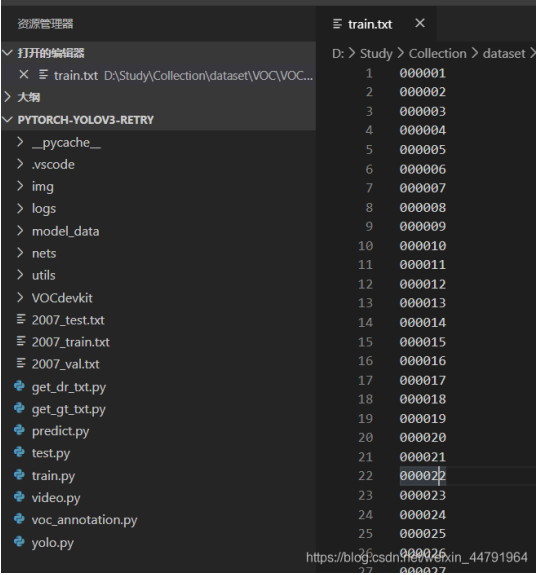 资源管理器
打开的编辑器
train.txt D:\Study\Collection\dataset\VOC\VOC...
大纲
PYTORCH-YOLOV3-RETRY
__pycache__
.vscode
img
logs
model_data
nets
utils
VOCdevkit
2007_test.txt
2007_train.txt
2007_val.txt
get_dr_txt.py
get_gt_txt.py
predict.py
test.py
train.py
video.py
voc_annotation.py
yolo.py
train.txt
D: > Study > Collection > dataset >
1 000001
2 000002
3 000003
4 000004
5 000005
6 000006
7 000007
8 000008
9 000009
10 000010
11 000011
12 000012
13 000013
14 000014
15 000015
16 000016
17 000017
18 000018
19 000019
20 000020
21 000021
22 000022
23 000023
24 000024
25 000025
26 000026
27 000027
https://blog.csdn.net/weixin_44791964